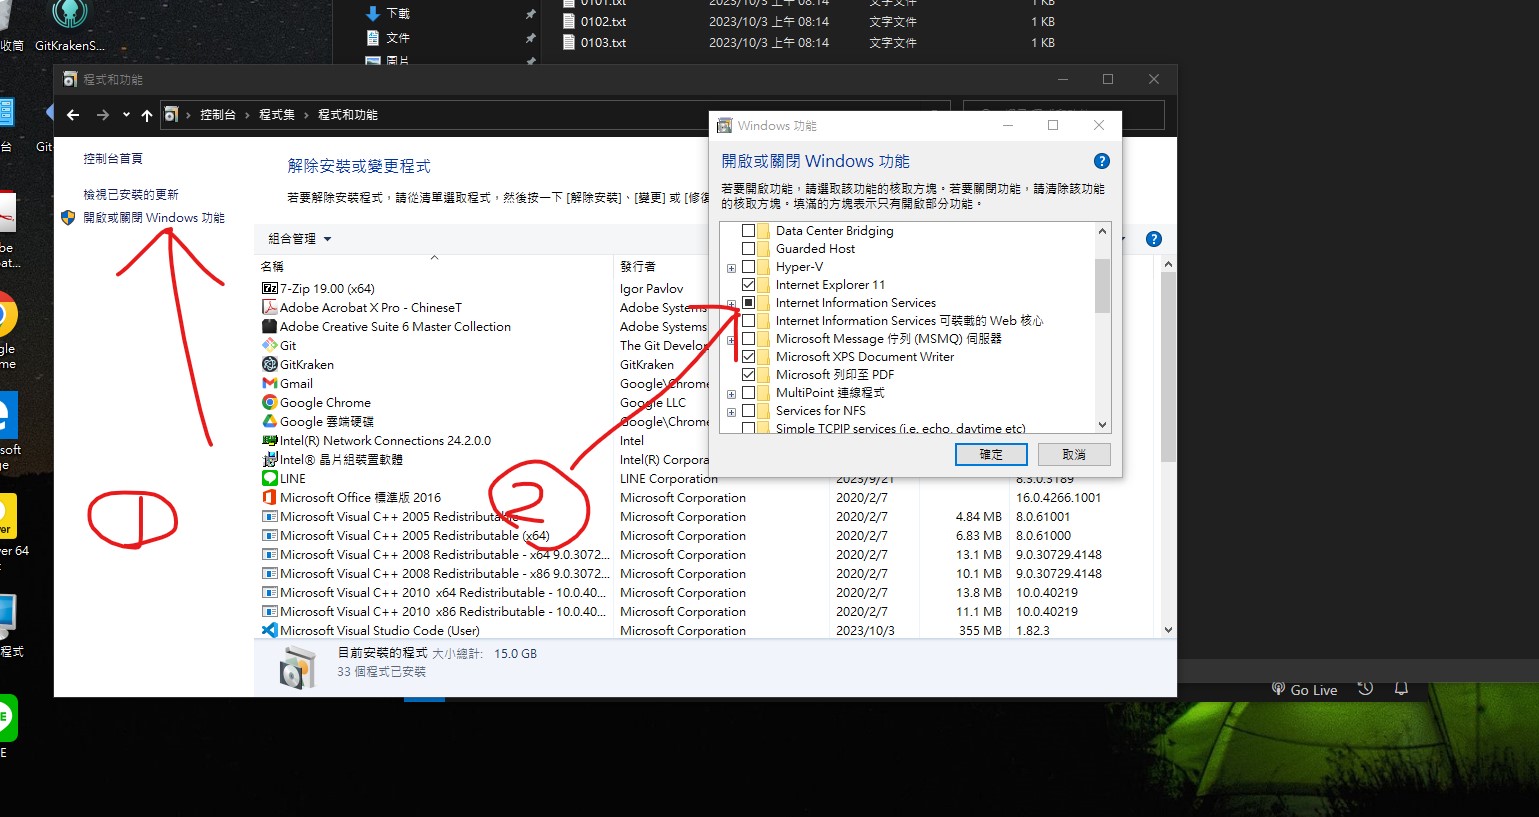 收筒
GitKrakenS...
下載
文件
圖片
0101.txt 2023/10/3 上午 08:14 文字文件 1 KB
0102.txt 2023/10/3 上午 08:14 文字文件 1 KB
0103.txt 2023/10/3 上午 08:14 文字文件 1 KB
程式和功能
控制台 › 程式集 › 程式和功能
控制台首頁
檢視已安裝的更新
開啟或關閉 Windows 功能
解除安裝或變更程式
若要解除安裝程式，請從清單選取程式，然後按一下 [解除安裝]、[變更] 或 [修復
組合管理
名稱 發行者
7-Zip 19.00 (x64) Igor Pavlov
Adobe Acrobat X Pro - ChineseT Adobe Systems
Adobe Creative Suite 6 Master Collection Adobe Systems
Git The Git Develop
GitKraken GitKraken
Gmail Google\Chrome
Google Chrome Google LLC
Google 雲端硬碟 Google\Chrome
Intel(R) Network Connections 24.2.0.0 Intel
Intel® 晶片組裝置軟體 Intel(R) Corpora
LINE LINE Corporation 2023/9/21 8.3.0.3189
Microsoft Office 標準版 2016 Microsoft Corporation 2020/2/7 16.0.4266.1001
Microsoft Visual C++ 2005 Redistributable Microsoft Corporation 2020/2/7 4.84 MB 8.0.61001
Microsoft Visual C++ 2005 Redistributable (x64) Microsoft Corporation 2020/2/7 6.83 MB 8.0.61000
Microsoft Visual C++ 2008 Redistributable - x64 9.0.3072... Microsoft Corporation 2020/2/7 13.1 MB 9.0.30729.4148
Microsoft Visual C++ 2008 Redistributable - x86 9.0.3072... Microsoft Corporation 2020/2/7 10.1 MB 9.0.30729.4148
Microsoft Visual C++ 2010 x64 Redistributable - 10.0.40... Microsoft Corporation 2020/2/7 13.8 MB 10.0.40219
Microsoft Visual C++ 2010 x86 Redistributable - 10.0.40... Microsoft Corporation 2020/2/7 11.1 MB 10.0.40219
Microsoft Visual Studio Code (User) Microsoft Corporation 2023/10/3 355 MB 1.82.3
目前安裝的程式 大小總計: 15.0 GB
33 個程式已安裝
Windows 功能
開啟或關閉 Windows 功能
若要開啟功能，請選取該功能的核取方塊。若要關閉功能，請清除該功能
的核取方塊。填滿的方塊表示只有開啟部分功能。
Data Center Bridging
Guarded Host
Hyper-V
Internet Explorer 11
Internet Information Services
Internet Information Services 可裝載的 Web 核心
Microsoft Message 佇列 (MSMQ) 伺服器
Microsoft XPS Document Writer
Microsoft 列印至 PDF
MultiPoint 連線程式
Services for NFS
Simple TCPIP services (i.e. echo, daytime etc)
確定
取消
1
2
Go Live